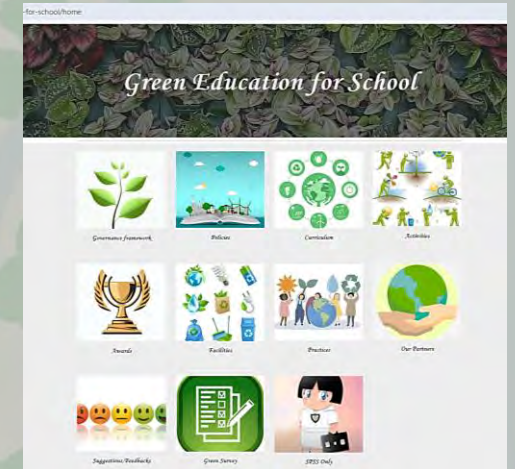 -for-school/home
Green Education for School
Governance framework
Policies
Curriculum
Activities
Awards
Facilities
Practices
Our Partners
Suggestions/Feedbacks
Green Survey
SPSS Only